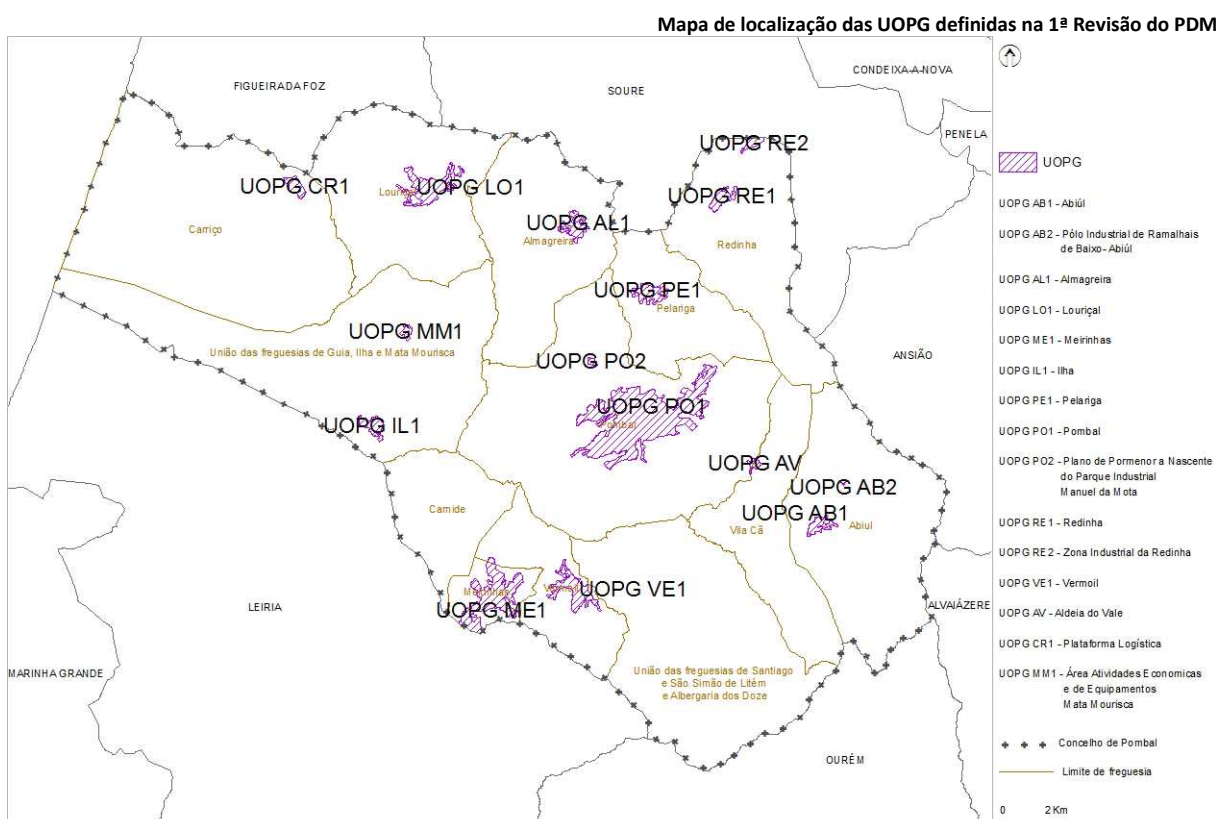 Mapa de localização das UOPG definidas na 1ª Revisão do PDM
FIGUEIRA DA FOZ
SOURE
CONDEIXA-A-NOVA
PENELA
UOPG RE2
UOPG CR1
Louriçal
UOPG LO1
UOPG RE1
Carriço
UOPG AL1
Almagreira
Redinha
UOPG PE1
Pelariga
UOPG MM1
União das freguesias de Guia, Ilha e Mata Mourisca
UOPG PO2
ANSIÃO
UOPG PO1
Pombal
UOPG IL1
UOPG AV
UOPG AB2
UOPG AB1
Abiul
Vila Cã
Carnide
LEIRIA
Meirinhas
UOPG ME1
Vermoil
UOPG VE1
ALVAIÁZERE
MARINHA GRANDE
União das freguesias de Santiago
e São Simão de Litém
e Albergaria dos Doze
OURÉM
UOPG
UOPG AB1 - Abiúl
UOPG AB2 - Pólo Industrial de Ramalhais
de Baixo- Abiúl
UOPG AL1 - Almagreira
UOPG LO1 - Louriçal
UOPG ME1 - Meirinhas
UOPG IL1 - Ilha
UOPG PE1 - Pelariga
UOPG PO1 - Pombal
UOPG PO2 - Plano de Pormenor a Nascente
do Parque Industrial
Manuel da Mota
UOPG RE1 - Redinha
UOPG RE2 - Zona Industrial da Redinha
UOPG VE1 - Vermoil
UOPG AV - Aldeia do Vale
UOPG CR1 - Plataforma Logística
UOPG MM1 - Área Atividades Economicas
e de Equipamentos
Mata Mourisca
Concelho de Pombal
Limite de freguesia
0 2 Km